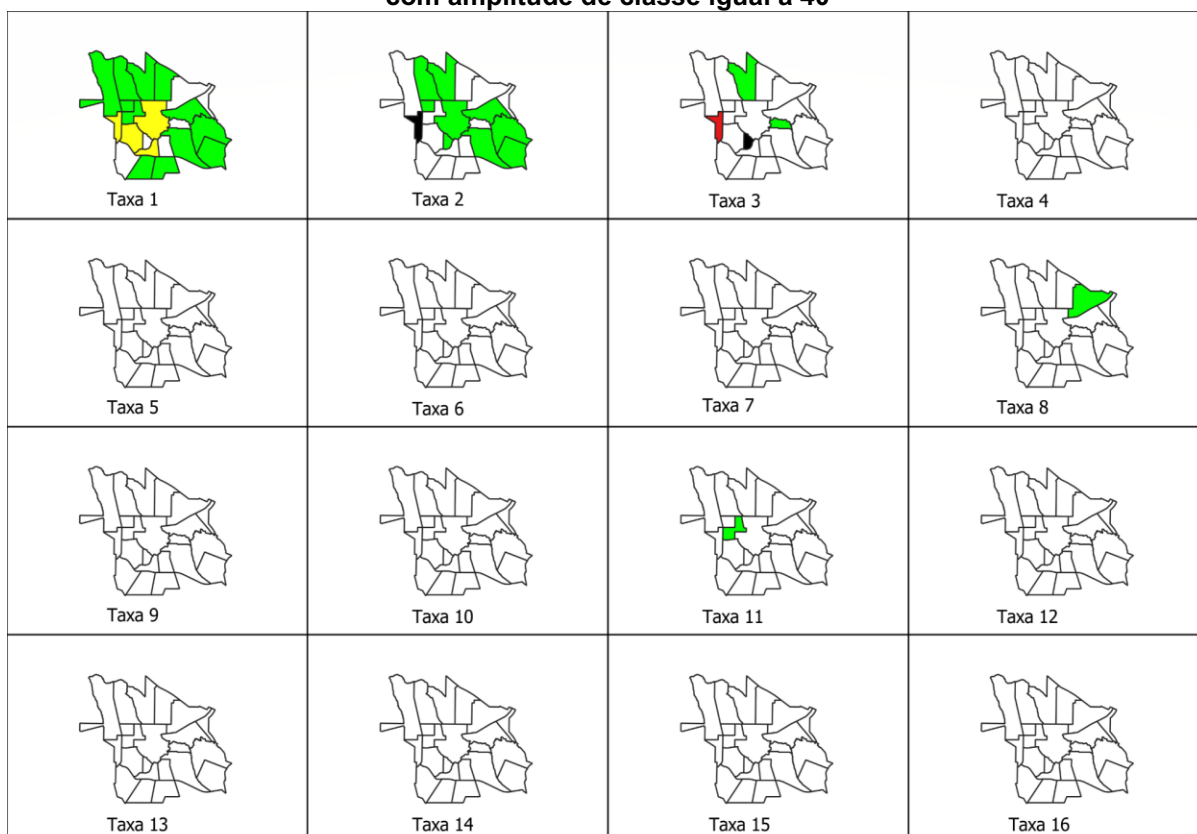 com amplitude de classe igual a 40
Taxa 1
Taxa 2
Taxa 3
Taxa 4
Taxa 5
Taxa 6
Taxa 7
Taxa 8
Taxa 9
Taxa 10
Taxa 11
Taxa 12
Taxa 13
Taxa 14
Taxa 15
Taxa 16